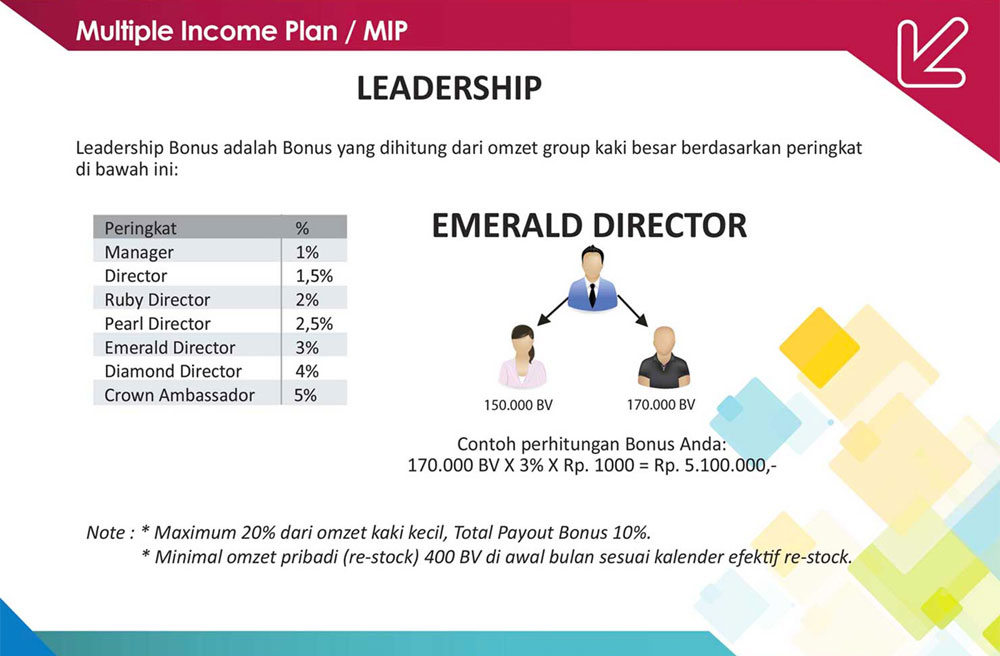 Multiple Income Plan / MIP
LEADERSHIP
Leadership Bonus adalah Bonus yang dihitung dari omzet group kaki besar berdasarkan peringkat
di bawah ini:
Peringkat %
Manager 1%
Director 1,5%
Ruby Director 2%
Pearl Director 2,5%
Emerald Director 3%
Diamond Director 4%
Crown Ambassador 5%
EMERALD DIRECTOR
150.000 BV 170.000 BV
Contoh perhitungan Bonus Anda:
170.000 BV X 3% X Rp. 1000 = Rp. 5.100.000,-
Note : * Maximum 20% dari omzet kaki kecil, Total Payout Bonus 10%.
* Minimal omzet pribadi (re-stock) 400 BV di awal bulan sesuai kalender efektif re-stock.